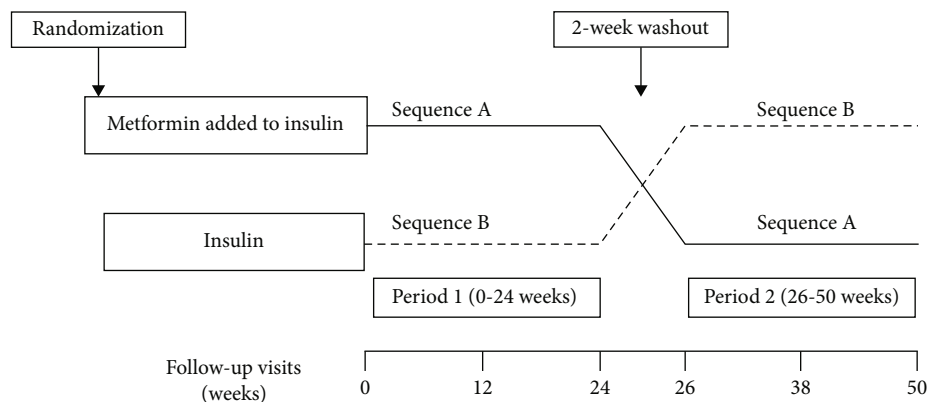 Randomization
2-week washout
Metformin added to insulin
Sequence A
Sequence B
Insulin
Sequence B
Sequence A
Period 1 (0-24 weeks)
Period 2 (26-50 weeks)
Follow-up visits
(weeks)
0
12
24
26
38
50